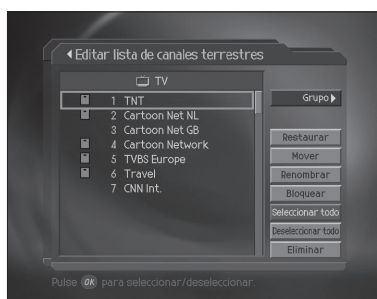 Editar lista de canales terrestres
TV
1 TNT
2 Cartoon Net NL
3 Cartoon Net GB
4 Cartoon Network
5 TVBS Europe
6 Travel
7 CNN Int.
Grupo
Restaurar
Mover
Renombrar
Bloquear
Seleccionar todo
Deseleccionar todo
Eliminar
Pulse OK para seleccionar/deseleccionar.